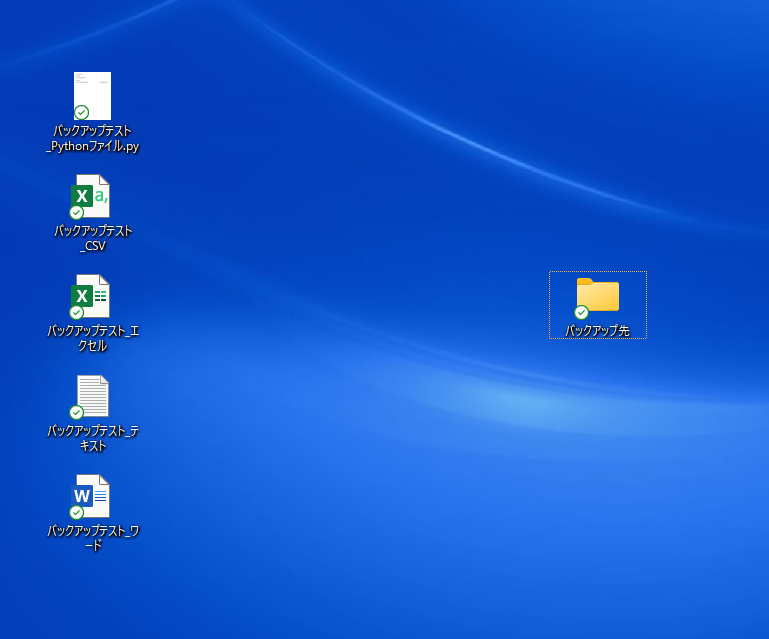 バックアップテスト
_Pythonファイル.py
バックアップテスト
_CSV
バックアップテスト_エ
クセル
バックアップテスト_テ
キスト
バックアップテスト_ワ
ード
バックアップ先